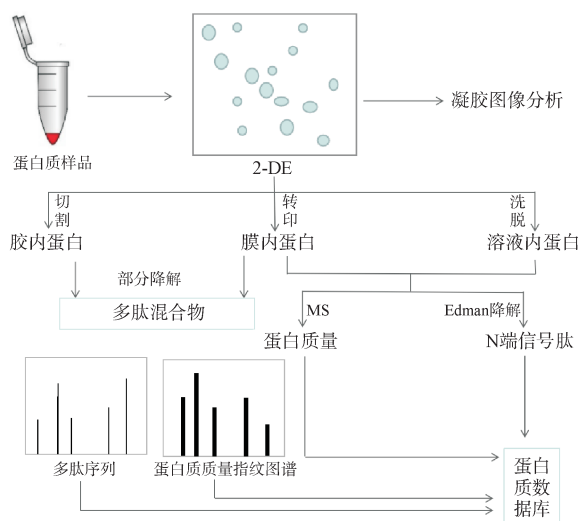 蛋白质样品
2-DE
凝胶图像分析
切割
转印
洗脱
胶内蛋白
膜内蛋白
溶液内蛋白
部分降解
多肽混合物
MS
Edman降解
蛋白质量
N端信号肽
多肽序列
蛋白质质量指纹图谱
蛋白
质数
据库